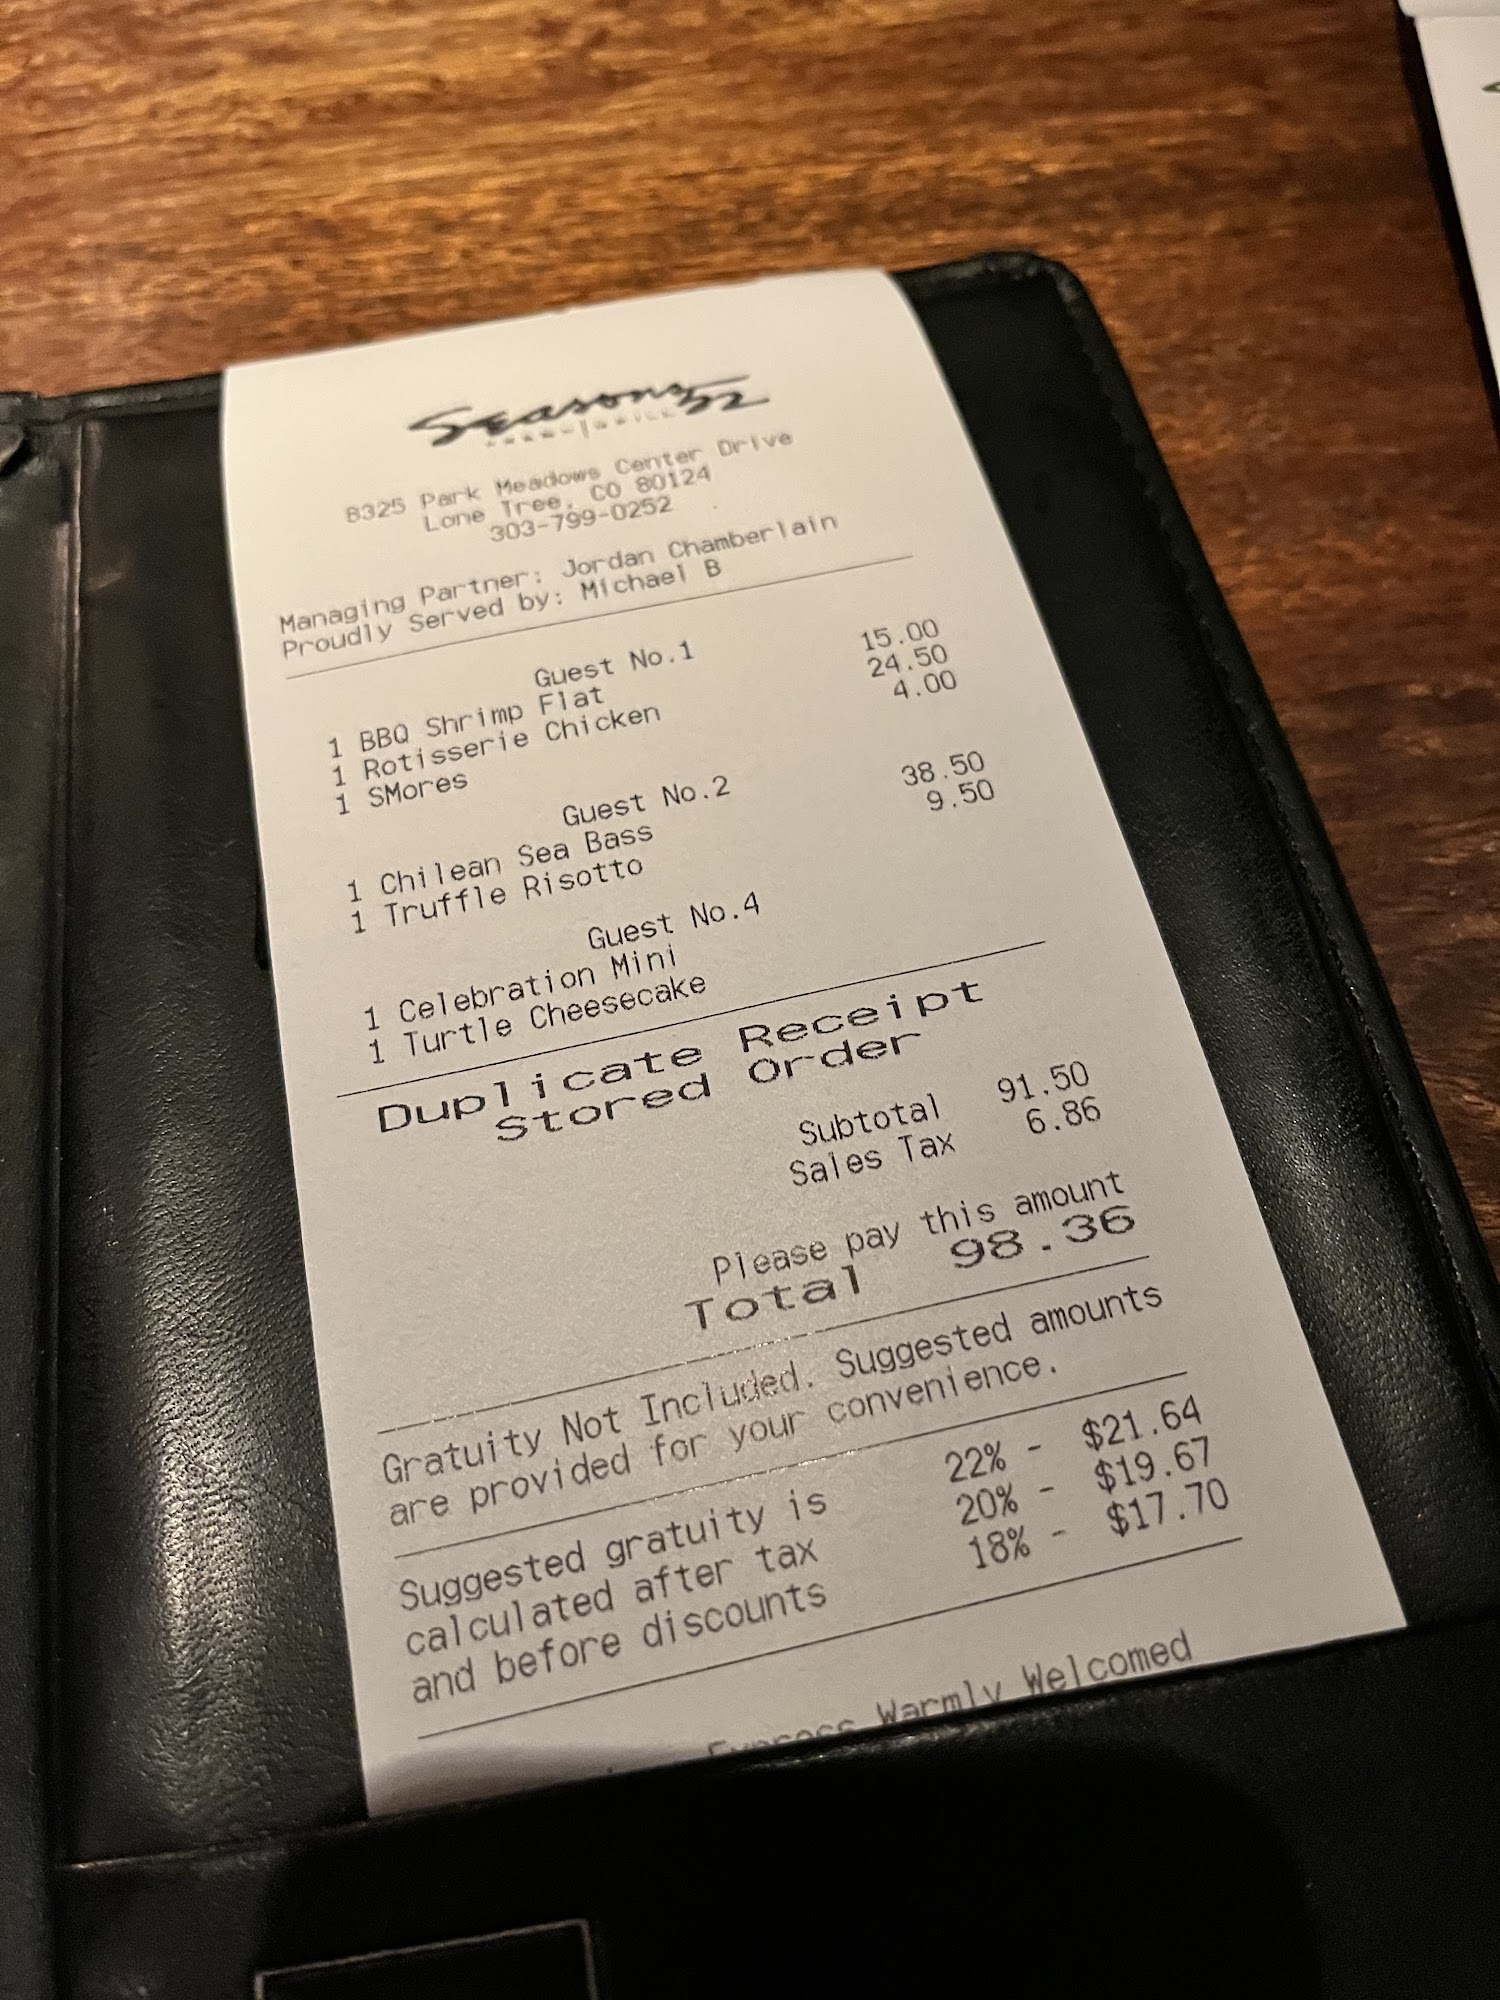 Seasons 52
8325 Park Meadows Center Drive
Lone Tree, CO 80124
303-799-0252
Managing Partner: Jordan Chamberlain
Proudly Served by: Michael B
Guest No.1
1 BBQ Shrimp Flat 15.00
1 Rotisserie Chicken 24.50
1 SMores 4.00
Guest No.2
1 Chilean Sea Bass 38.50
1 Truffle Risotto 9.50
Guest No.4
1 Celebration Mini
1 Turtle Cheesecake
Duplicate Receipt
Stored Order
Subtotal 91.50
Sales Tax 6.86
Please pay this amount
Total 98.36
Gratuity Not Included. Suggested amounts
are provided for your convenience.
Suggested gratuity is 22% - $21.64
calculated after tax 20% - $19.67
and before discounts 18% - $17.70
Express Warmly Welcomed